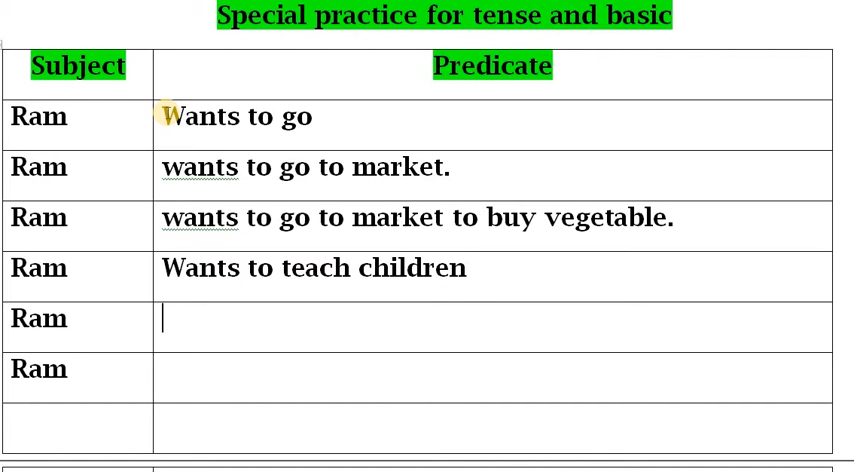 Special practice for tense and basic
Subject Predicate
Ram Wants to go
Ram wants to go to market.
Ram wants to go to market to buy vegetable.
Ram Wants to teach children
Ram
Ram